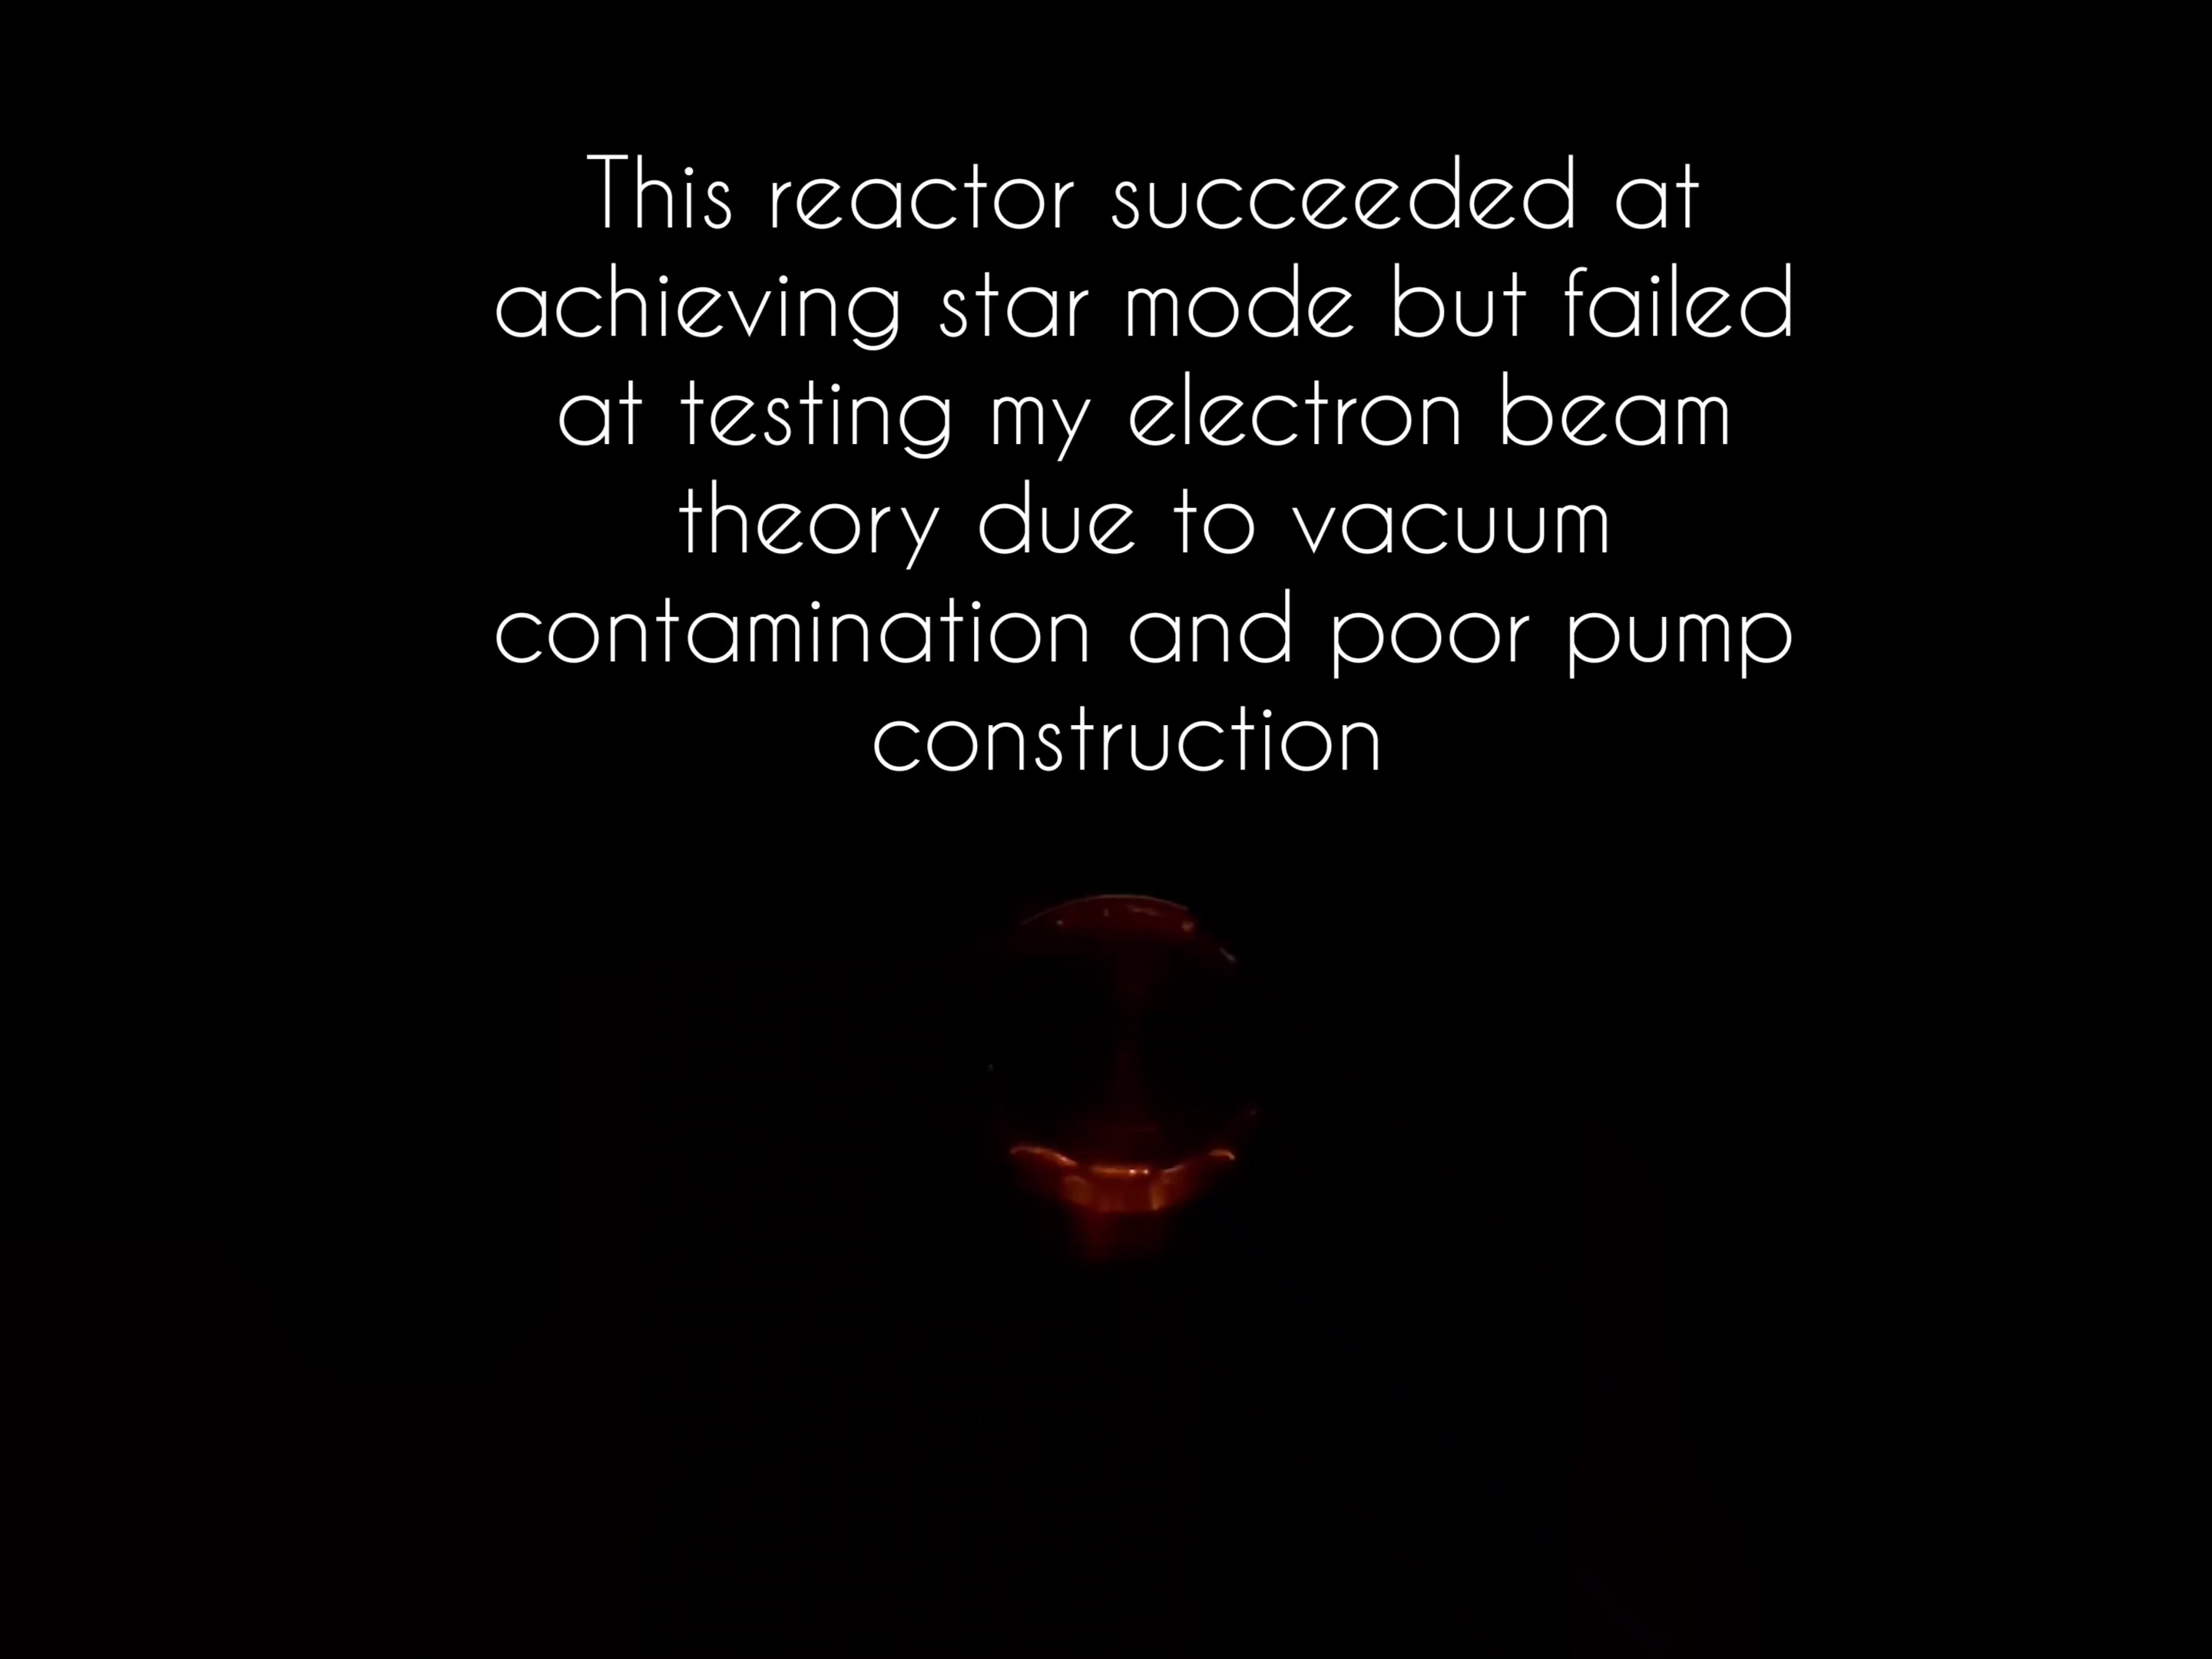 This reactor succeeded at
achieving star mode but failed
at testing my electron beam
theory due to vacuum
contamination and poor pump
construction